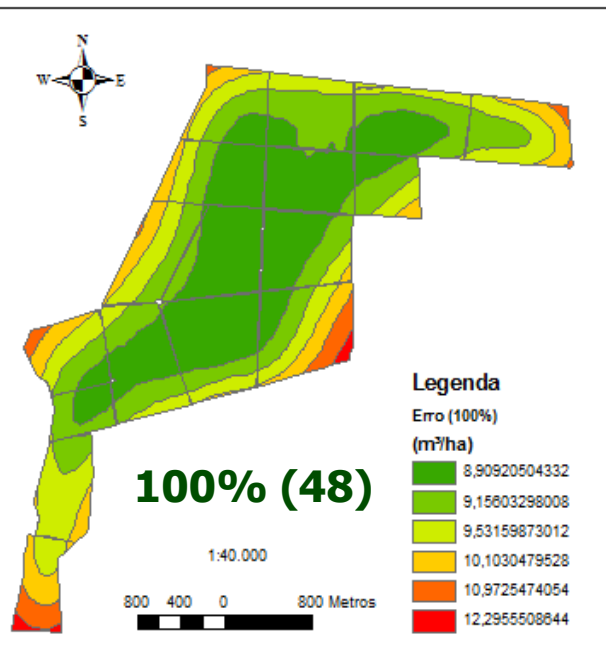 N
W E
S
Legenda
Erro (100%)
(m³/ha)
8,90920504332
9,15603298008
9,53159873012
10,1030479528
10,9725474054
12,2955508644
100% (48)
1:40.000
800 400 0 800 Metros